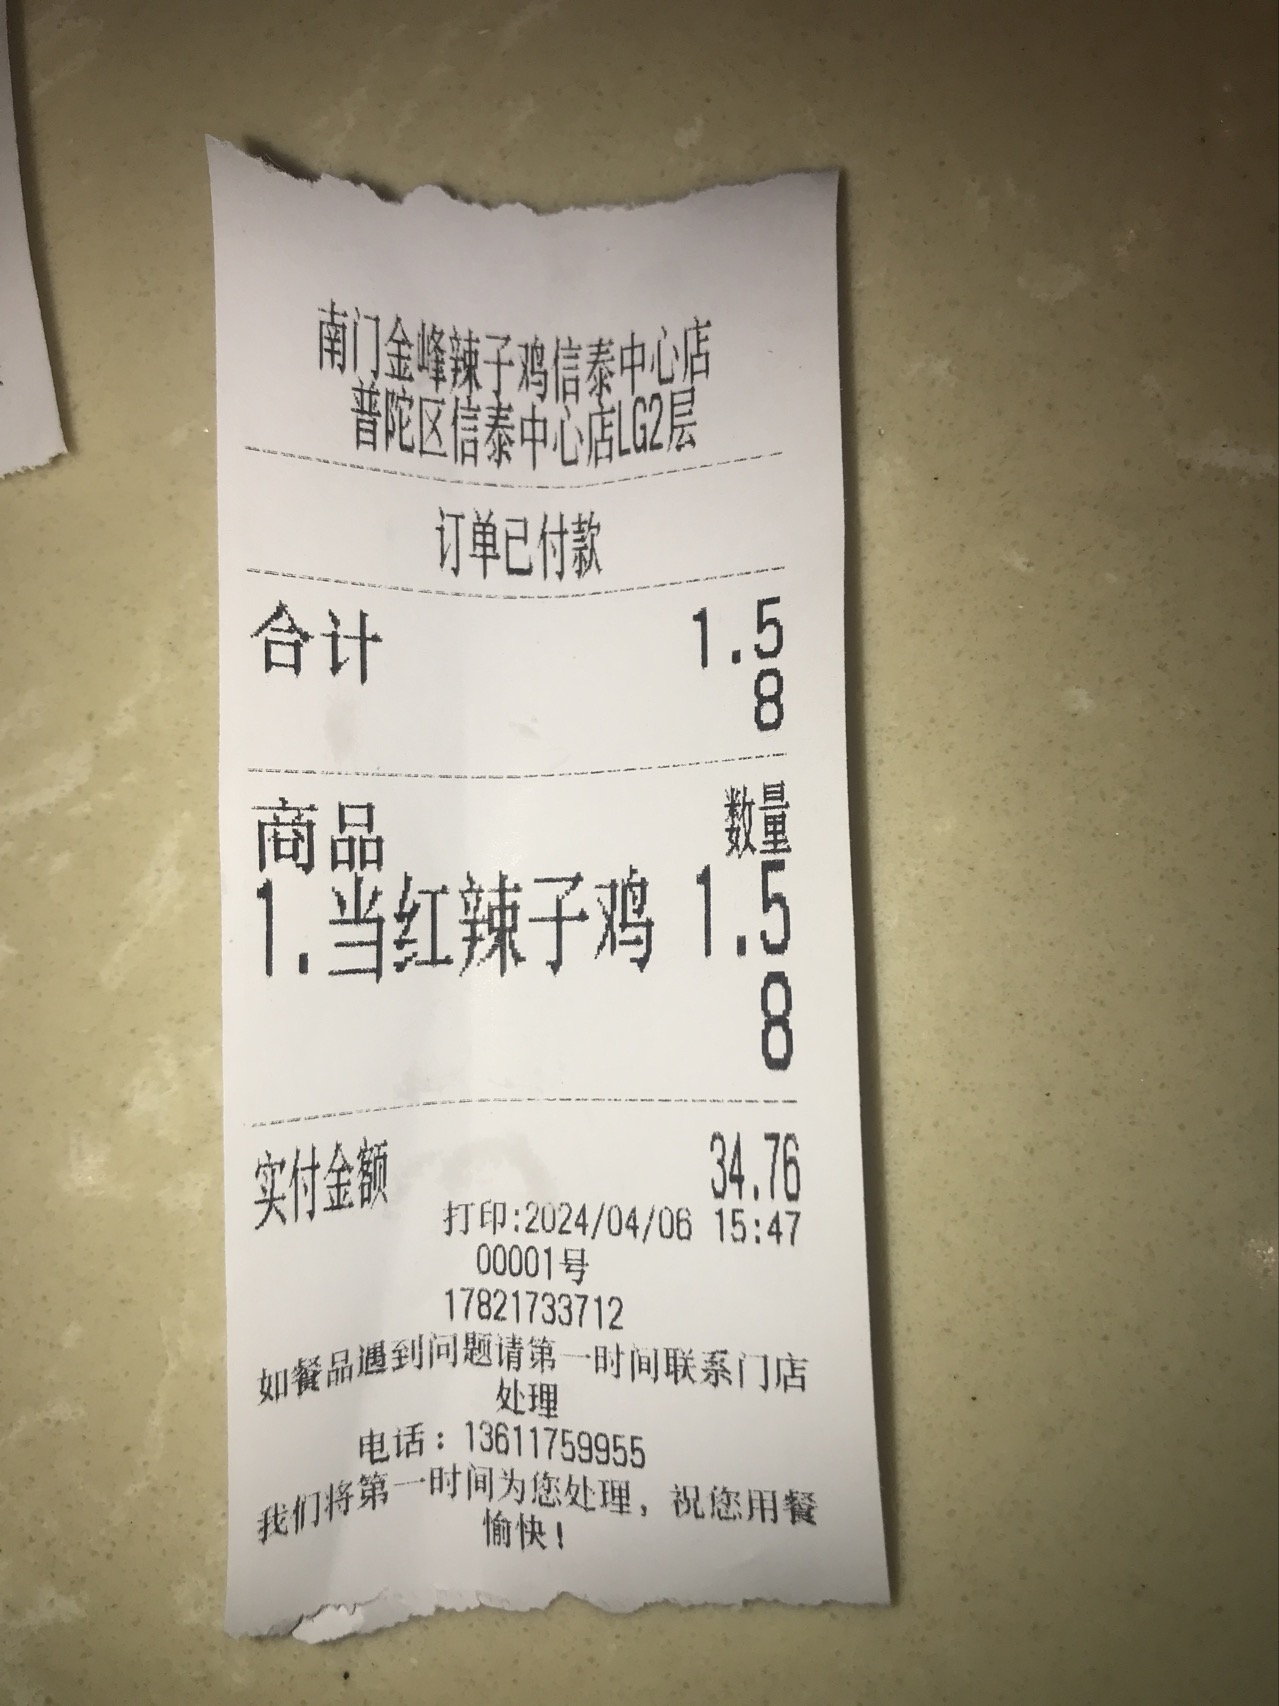 南门金峰辣子鸡信泰中心店
普陀区信泰中心店LG2层
订单已付款
合计 1.5
8
商品 数量
1.当红辣子鸡 1.5
8
实付金额 34.76
打印:2024/04/06 15:47
00001号
17821733712
如餐品遇到问题请第一时间联系门店
处理
电话：13611759955
我们将第一时间为您处理，祝您用餐
愉快！